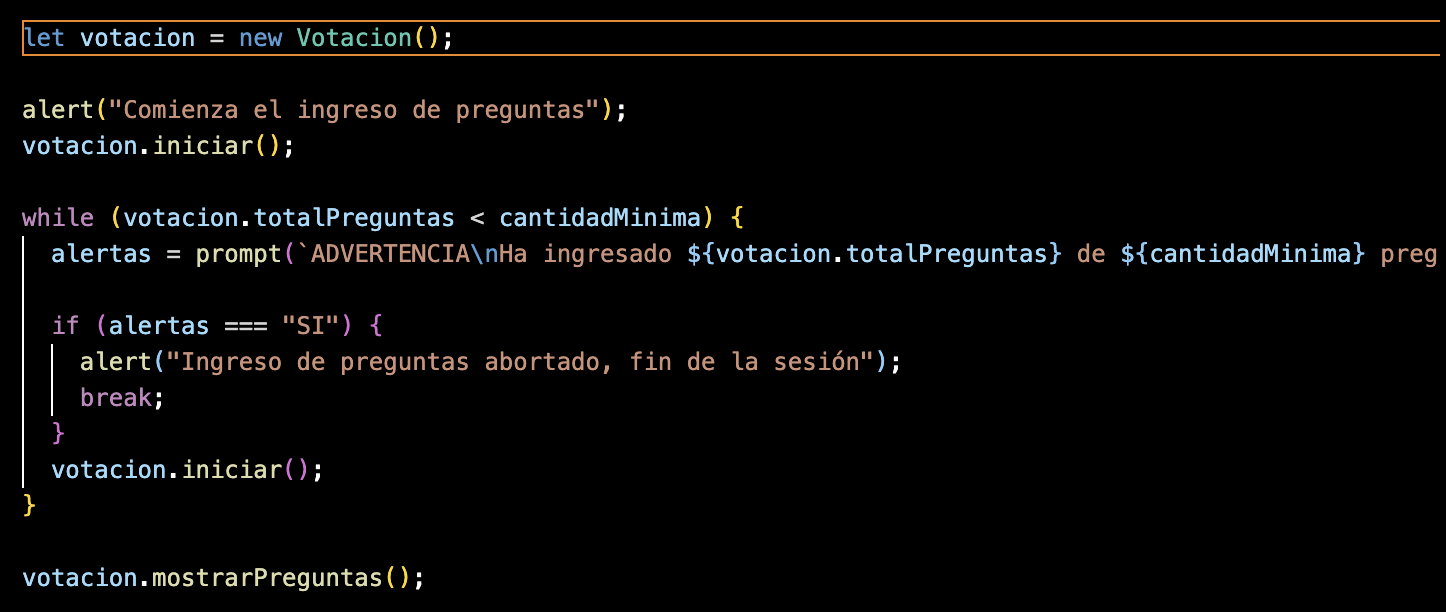 let votacion = new Votacion();
alert("Comienza el ingreso de preguntas");
votacion.iniciar();
while (votacion.totalPreguntas < cantidadMinima) {
alertas = prompt(`ADVERTENCIA\nHa ingresado ${votacion.totalPreguntas} de ${cantidadMinima} preg
if (alertas === "SI") {
alert("Ingreso de preguntas abortado, fin de la sesión");
break;
}
votacion.iniciar();
}
votacion.mostrarPreguntas();